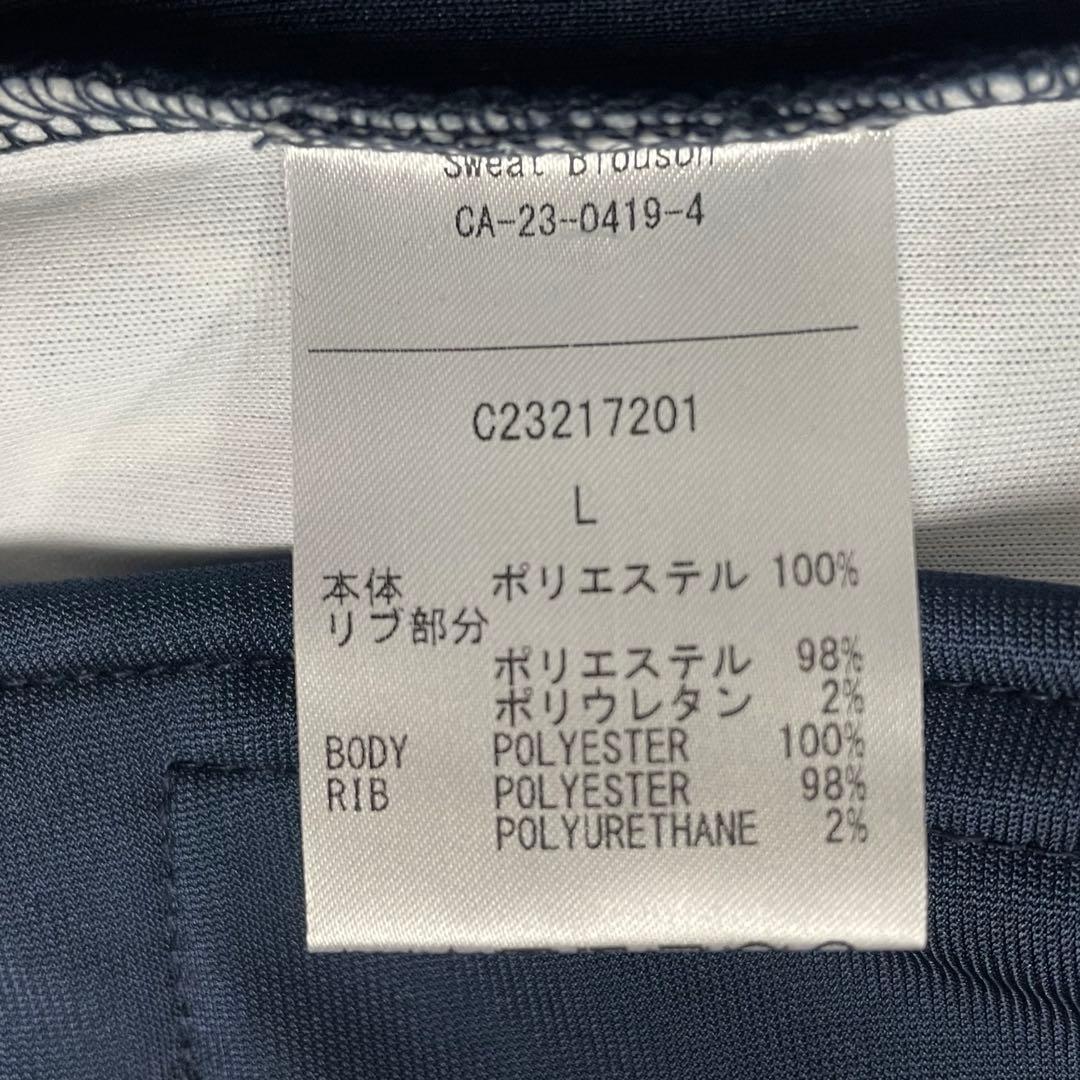 Sweat Blouson
CA-23-0419-4
C23217201
L
本体 ポリエステル 100%
リブ部分
ポリエステル 98%
ポリウレタン 2%
BODY POLYESTER 100%
RIB POLYESTER 98%
POLYURETHANE 2%